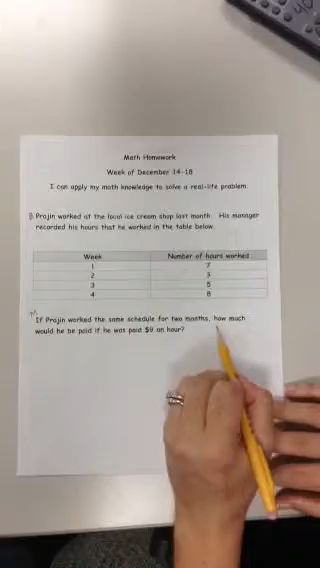 Math Homework
Week of December 14-18
I can apply my math knowledge to solve a real-life problem.
Prajin worked at the local ice cream shop last month. His manager
recorded his hours that he worked in the table below.
Week Number of hours worked
1 7
2 3
3 5
4 8
If Prajin worked the same schedule for two months, how much
would he be paid if he was paid $9 an hour?